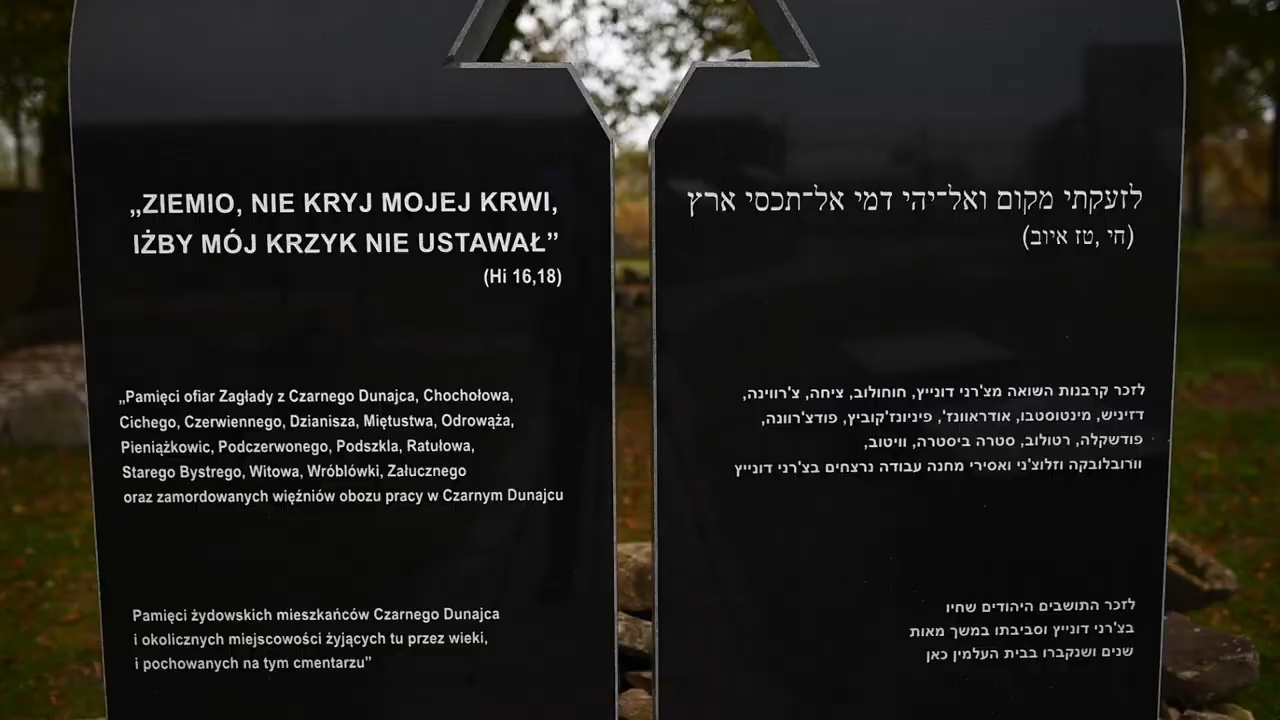 „ZIEMIO, NIE KRYJ MOJEJ KRWI,
IŻBY MÓJ KRZYK NIE USTAWAŁ”
(Hi 16,18)
„Pamięci ofiar Zagłady z Czarnego Dunajca, Chochołowa,
Cichego, Czerwiennego, Dzianisza, Miętustwa, Odrowąża,
Pieniążkowic, Podczerwonego, Podszkla, Ratułowa,
Starego Bystrego, Witowa, Wróblówki, Załucznego
oraz zamordowanych więźniów obozu pracy w Czarnym Dunajcu
Pamięci żydowskich mieszkańców Czarnego Dunajca
i okolicznych miejscowości żyjących tu przez wieki,
i pochowanych na tym cmentarzu”
לזעקתי מקום ואל־יהי דמי אל־תכסי ארץ
(חי ,טז איוב)
לזכר קרבנות השואה מצ'רני דונייץ, חוחולוב, ציחה, צ'רווינה,
דזיניש, מינטוסטבו, אודראוונז', פיניונז'קוביץ, פודצ'רוונה,
פודשקלה, רטולוב, סטרה ביסטרה, וויטוב,
וורובלובקה וזלוצ'ני ואסירי מחנה עבודה נרצחים בצ'רני דונייץ
לזכר התושבים היהודים שחיו
בצ'רני דונייץ וסביבתו במשך מאות
שנים ושנקברו בבית העלמין כאן